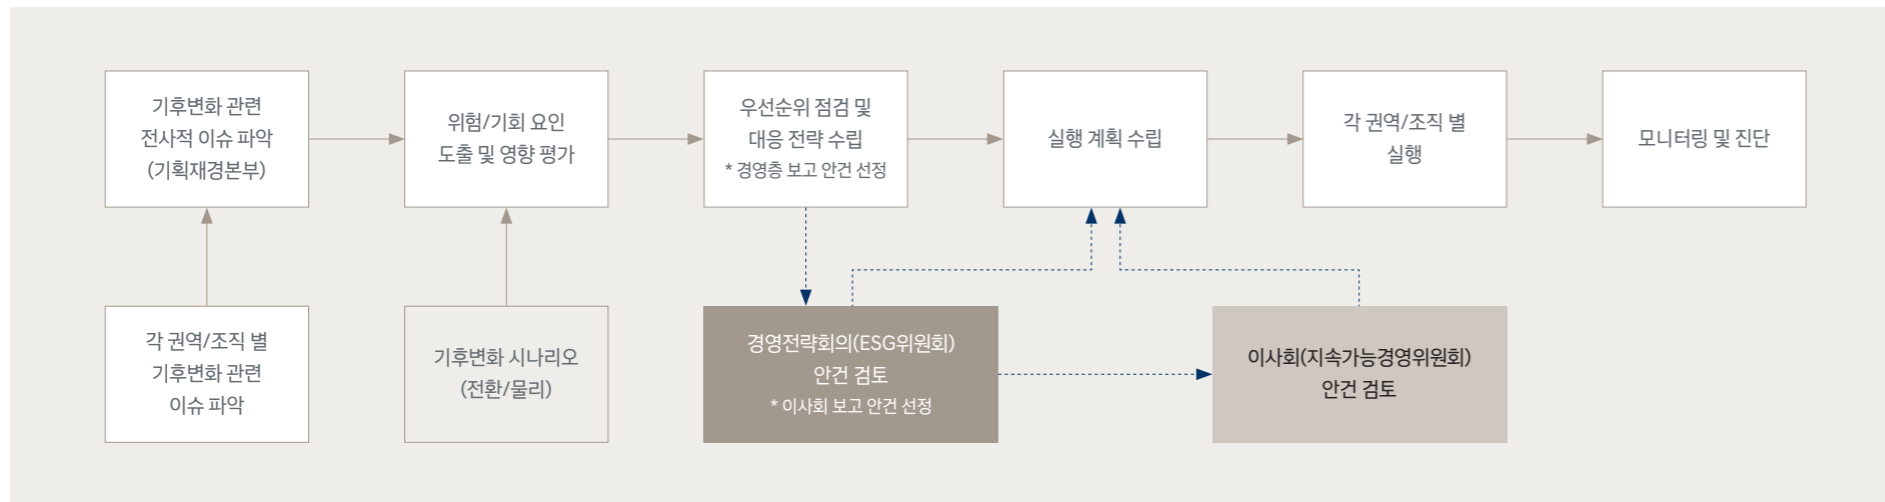 기후변화 관련
전사적 이슈 파악
(기획재경본부)
위험/기회 요인
도출 및 영향 평가
우선순위 점검 및
대응 전략 수립
* 경영층 보고 안건 선정
실행 계획 수립
각 권역/조직 별
실행
모니터링 및 진단
각 권역/조직 별
기후변화 관련
이슈 파악
기후변화 시나리오
(전환/물리)
경영전략회의(ESG위원회)
안건 검토
* 이사회 보고 안건 선정
이사회(지속가능경영위원회)
안건 검토